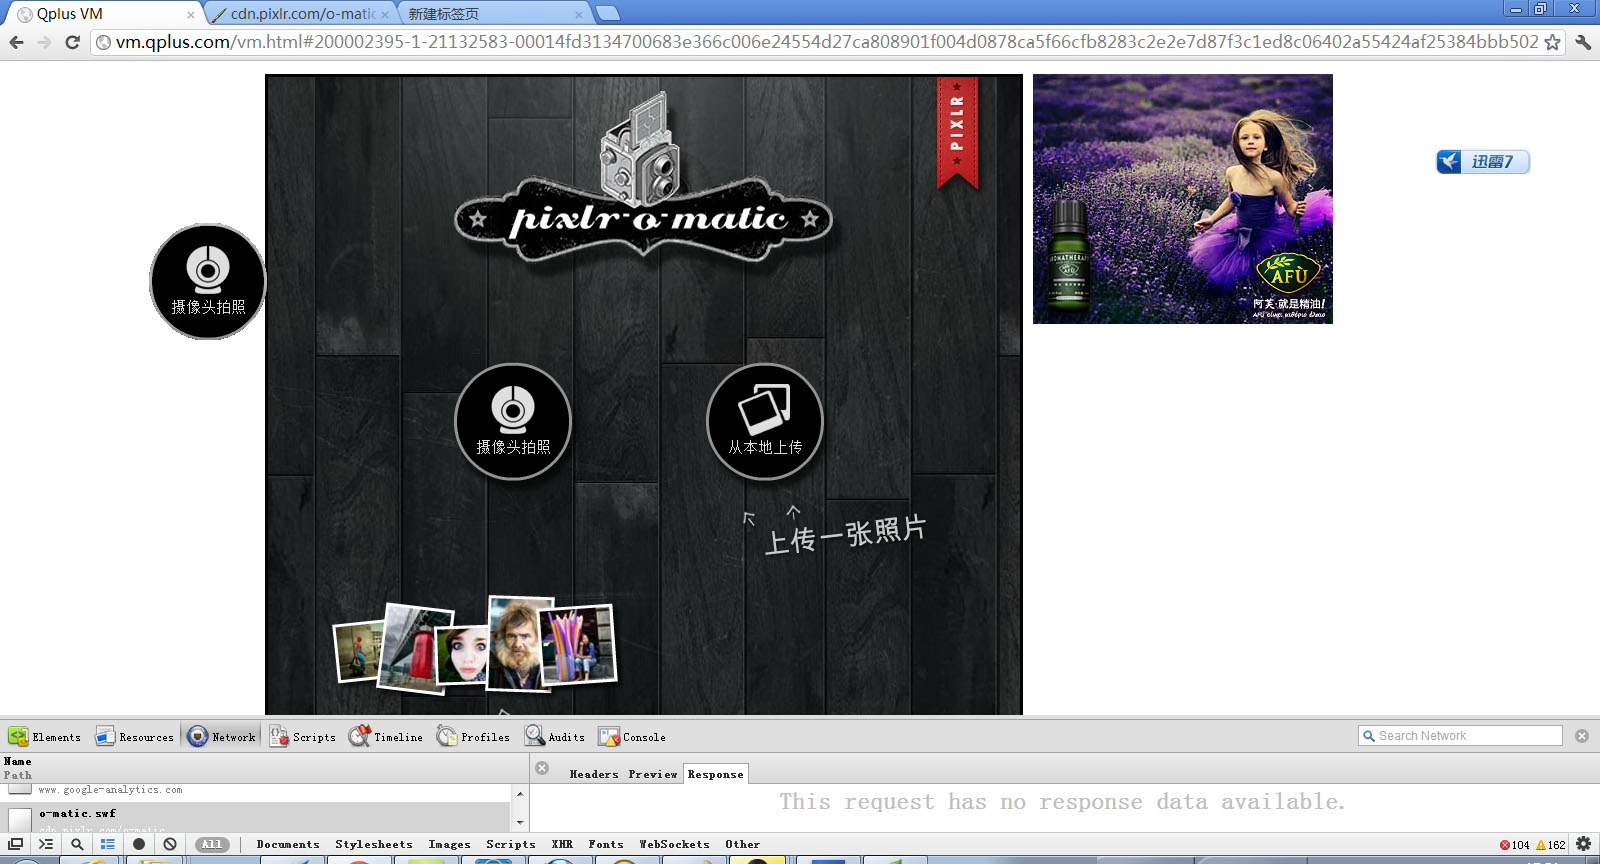 Qplus VM
cdn.pixlr.com/o-matic
新建标签页
vm.qplus.com/vm.html#200002395-1-21132583-00014fd3134700683e366c006e24554d27ca808901f004d0878ca5f66cfb8283c2e2e7d87f3c1ed8c06402a55424af25384bbb502
PIXLR
pixlr-o-matic
摄像头拍照
摄像头拍照
从本地上传
上传一张照片
AROMATHERAPY
AFÙ
AFÙ
阿芙·就是精油!
迅雷7
Elements
Resources
Network
Scripts
Timeline
Profiles
Audits
Console
Search Network
Name
Path
Headers
Preview
Response
www.google-analytics.com
o-matic.swf
cdn.pixlr.com/o-matic
This request has no response data available.
All
Documents
Stylesheets
Images
Scripts
XHR
Fonts
WebSockets
Other
104
162